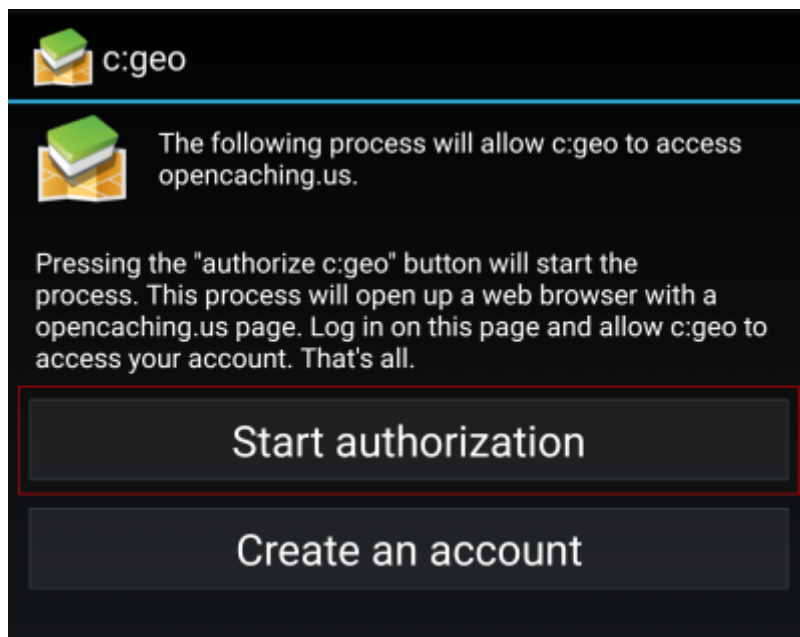 c:geo
The following process will allow c:geo to access
opencaching.us.
Pressing the "authorize c:geo" button will start the
process. This process will open up a web browser with a
opencaching.us page. Log in on this page and allow c:geo to
access your account. That's all.
Start authorization
Create an account